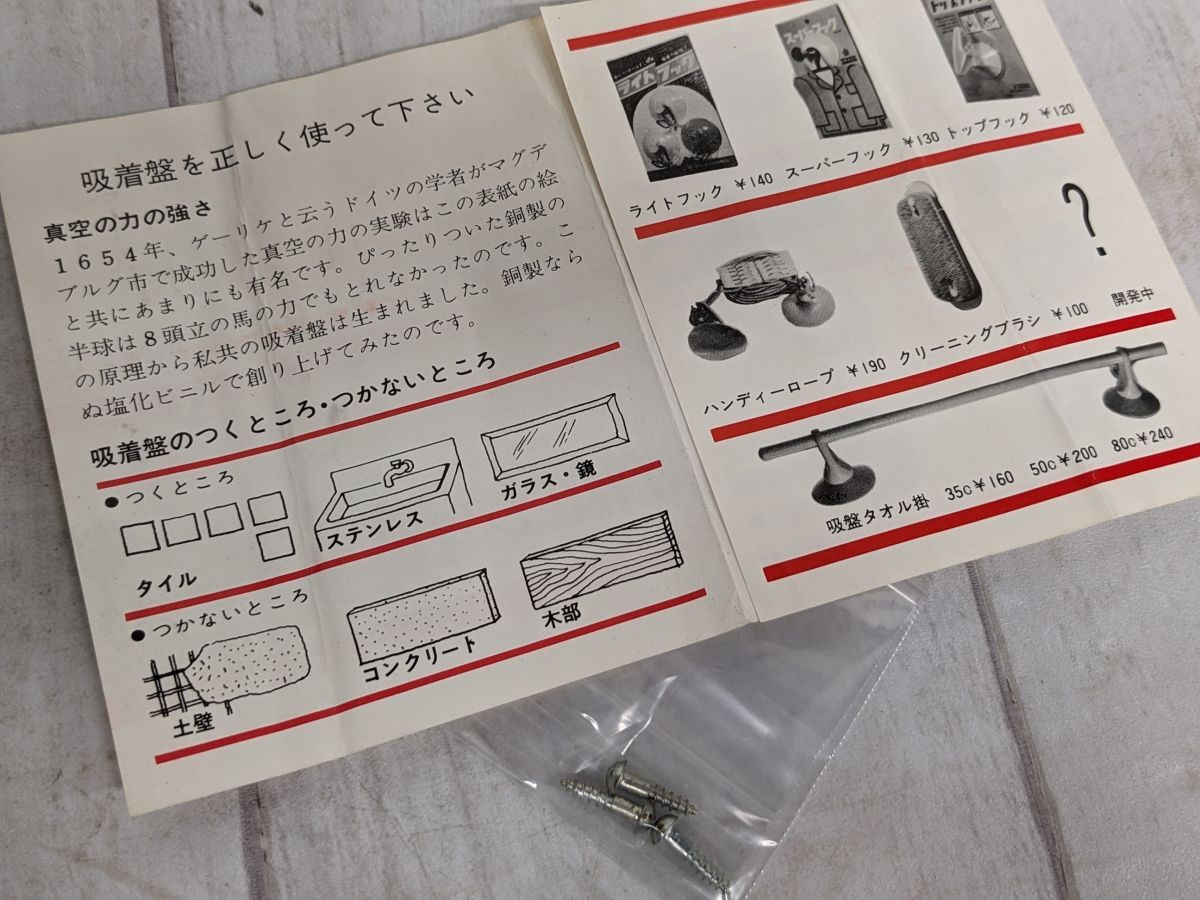 吸着盤を正しく使って下さい
真空の力の強さ
1654年、ゲーリケと云うドイツの学者がマグデ
ブルグ市で成功した真空の力の実験はこの表紙の絵
と共にあまりにも有名です。ぴったりついた銅製の
半球は8頭立の馬の力でもとれなかったのです。こ
の原理から私共の吸着盤は生まれました。銅製なら
ぬ塩化ビニルで創り上げてみたのです。
吸着盤のつくところ・つかないところ
●つくところ
タイル
ステンレス
ガラス・鏡
●つかないところ
土壁
コンクリート
木部
ライトフック
スーパーフック
トップフック
ライトフック ¥140 スーパーフック ¥130 トップフック ¥120
?
ハンディーロープ ¥190 クリーニングブラシ ¥100 開発中
吸盤タオル掛 35c¥160 50c¥200 80c¥240